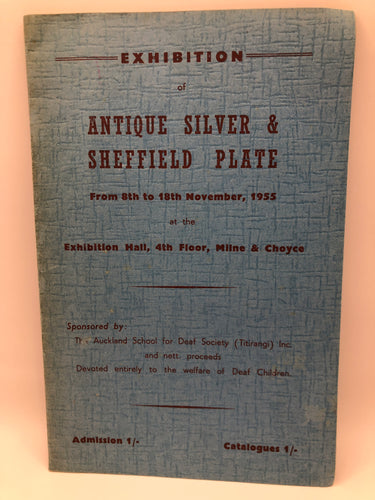 EXHIBITION
of
ANTIQUE SILVER &
SHEFFIELD PLATE
From 8th to 18th November, 1955
at the
Exhibition Hall, 4th Floor, Milne & Choyce
Sponsored by:
The Auckland School for Deaf Society (Titirangi) Inc.
and nett. proceeds
Devoted entirely to the welfare of Deaf Children.
Admission 1/-
Catalogues 1/-